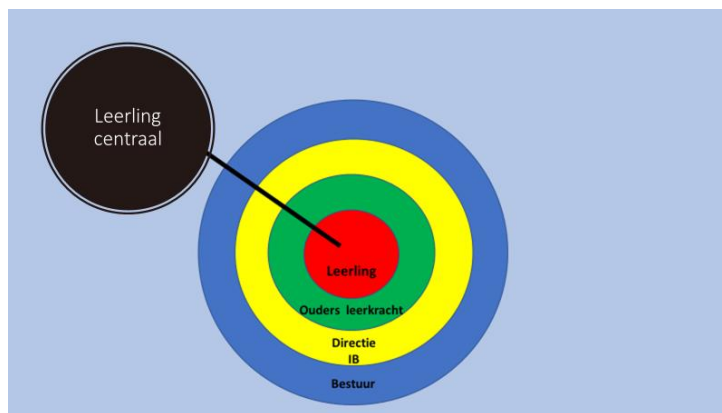 Leerling
centraal
Leerling
Ouders leerkracht
Directie
IB
Bestuur